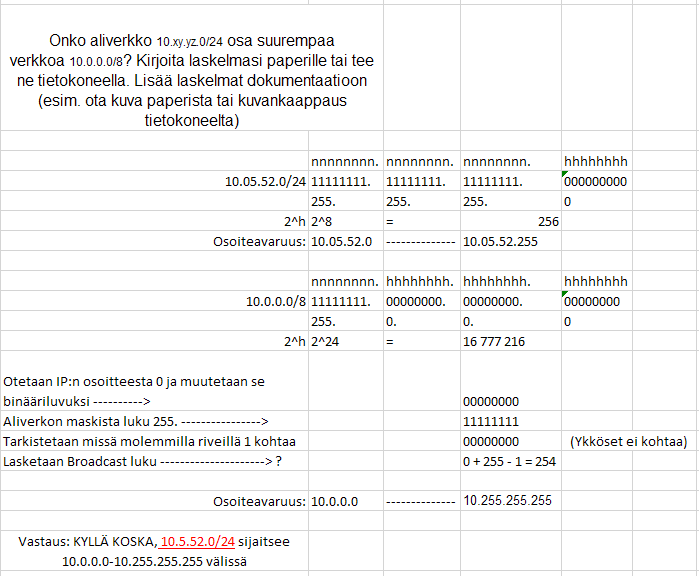 Onko aliverkko 10.xy.yz.0/24 osa suurempaa
verkkoa 10.0.0.0/8? Kirjoita laskelmasi paperille tai tee
ne tietokoneella. Lisää laskelmat dokumentaatioon
(esim. ota kuva paperista tai kuvankaappaus
tietokoneelta)
nnnnnnnn. nnnnnnnn. nnnnnnnn. hhhhhhhh
10.05.52.0/24 11111111. 11111111. 11111111. 000000000
255. 255. 255. 0
2^h 2^8 = 256
Osoiteavaruus: 10.05.52.0 -------------- 10.05.52.255
nnnnnnnn. hhhhhhhh. hhhhhhhh. hhhhhhhh
10.0.0.0/8 11111111. 00000000. 00000000. 00000000
255. 0. 0. 0
2^h 2^24 = 16 777 216
Otetaan IP:n osoitteesta 0 ja muutetaan se
binääriluvuksi ----------> 00000000
Aliverkon maskista luku 255. ----------------> 11111111
Tarkistetaan missä molemmilla riveillä 1 kohtaa 00000000 (Ykköset ei kohtaa)
Lasketaan Broadcast luku ---------------------> ? 0 + 255 - 1 = 254
Osoiteavaruus: 10.0.0.0 -------------- 10.255.255.255
Vastaus: KYLLÄ KOSKA, 10.5.52.0/24 sijaitsee
10.0.0.0-10.255.255.255 välissä